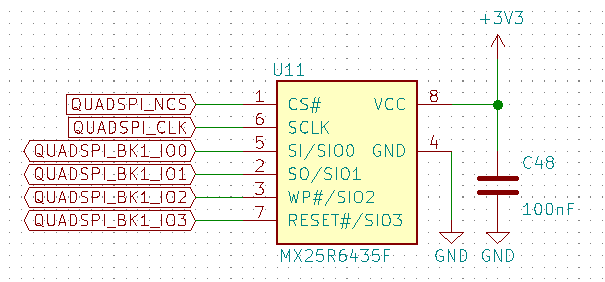 +3V3
U11
QUADSPI_NCS 1 CS# VCC 8
QUADSPI_CLK 6 SCLK
QUADSPI_BK1_IO0 5 SI/SIO0 GND 4
QUADSPI_BK1_IO1 2 SO/SIO1
C48
QUADSPI_BK1_IO2 3 WP#/SIO2
100nF
QUADSPI_BK1_IO3 7 RESET#/SIO3
MX25R6435F
GND GND